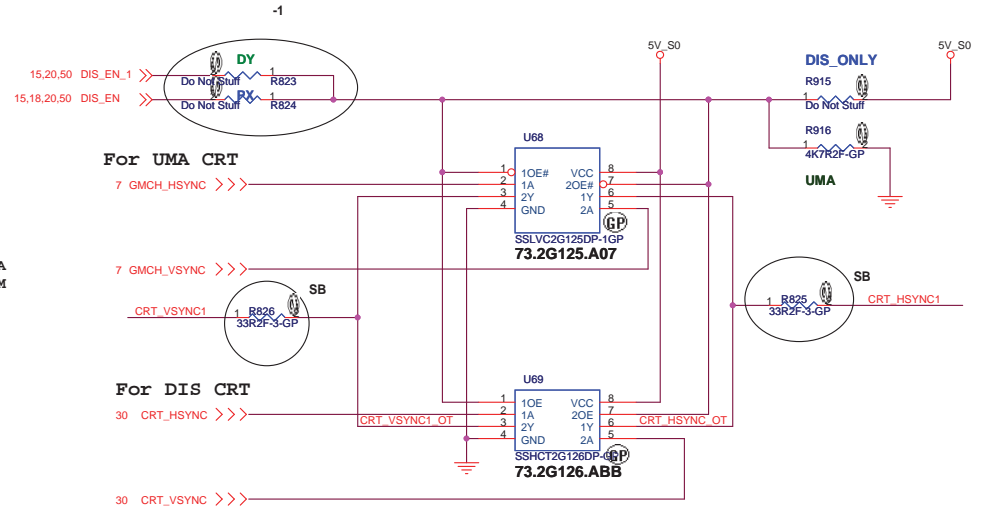 -1
5V_S0
5V_S0
DY
DIS_ONLY
15,20,50 DIS_EN_1
1
Do Not Stuff
R823
R915
1
Do Not Stuff
15,18,20,50 DIS_EN
PX
1
Do Not Stuff
R824
R916
1
4K7R2F-GP
UMA
For UMA CRT
U68
7 GMCH_HSYNC
1 1OE# VCC 8
2 1A 2OE# 7
3 2Y 1Y 6
4 GND 2A 5
GP
SSLVC2G125DP-1GP
73.2G125.A07
7 GMCH_VSYNC
A
M
SB
SB
CRT_VSYNC1
1 R826
33R2F-3-GP
1 R825
33R2F-3-GP
CRT_HSYNC1
For DIS CRT
U69
30 CRT_HSYNC
1 1OE VCC 8
2 1A 2OE 7
3 2Y 1Y 6
4 GND 2A 5
CRT_VSYNC1_OT
CRT_HSYNC_OT
GP
SSHCT2G126DP-
73.2G126.ABB
30 CRT_VSYNC